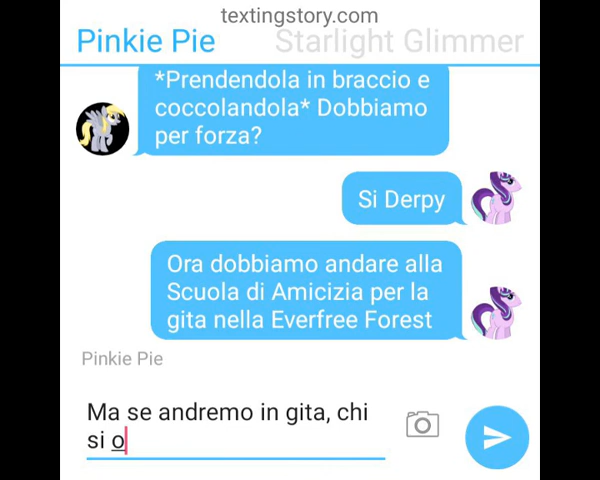 textingstory.com
Pinkie Pie Starlight Glimmer
*Prendendola in braccio e
coccolandola* Dobbiamo
per forza?
Si Derpy
Ora dobbiamo andare alla
Scuola di Amicizia per la
gita nella Everfree Forest
Pinkie Pie
Ma se andremo in gita, chi
si o